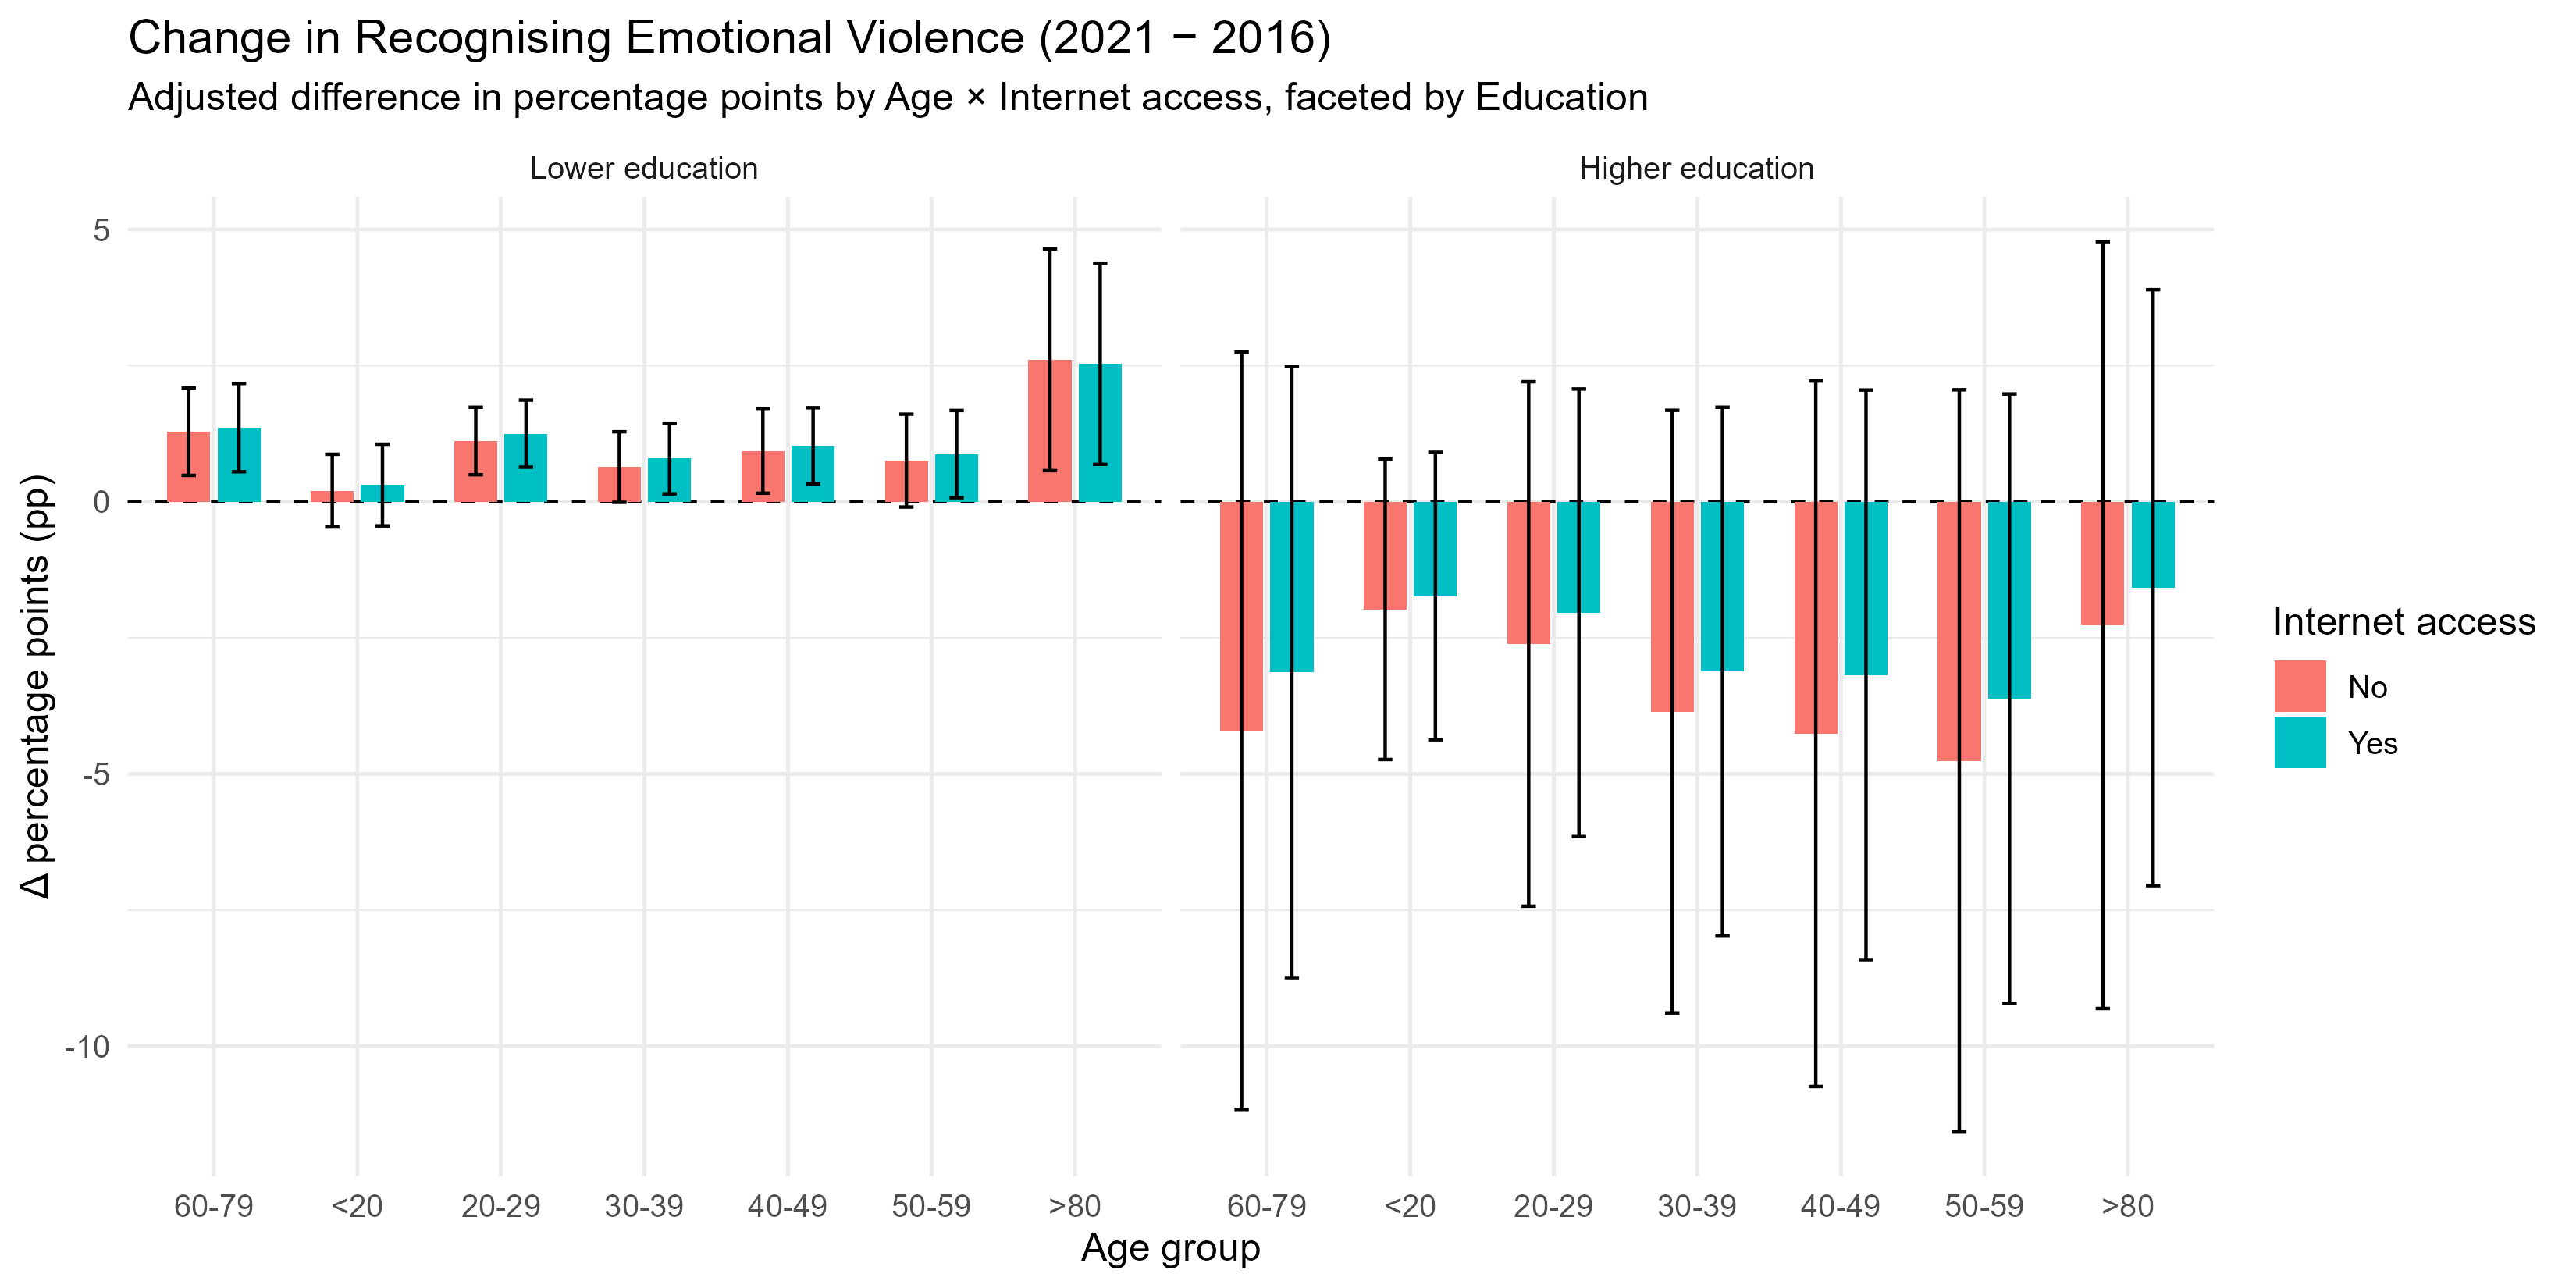 Change in Recognising Emotional Violence (2021 − 2016)
Adjusted difference in percentage points by Age × Internet access, faceted by Education
Lower education
Higher education
Δ percentage points (pp)
5
0
-5
-10
60-79 <20 20-29 30-39 40-49 50-59 >80
60-79 <20 20-29 30-39 40-49 50-59 >80
Age group
Internet access
No
Yes